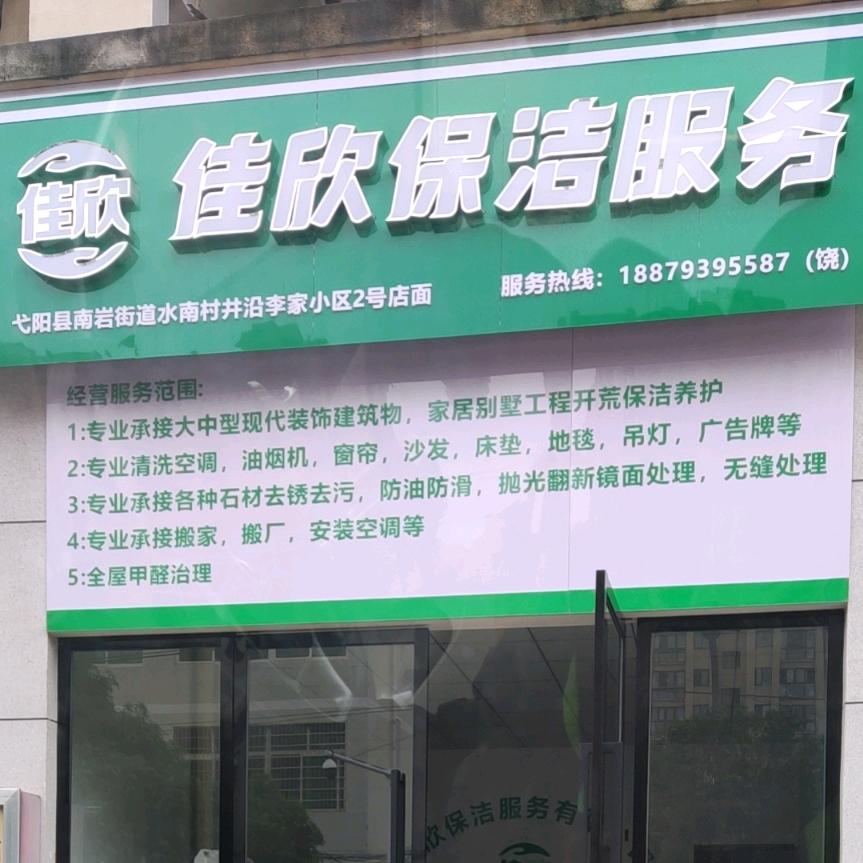 佳欣
佳欣保洁服务
弋阳县南岩街道水南村井沿李家小区2号店面
服务热线：18879395587（饶）
经营服务范围:
1:专业承接大中型现代装饰建筑物，家居别墅工程开荒保洁养护
2:专业清洗空调，油烟机，窗帘，沙发，床垫，地毯，吊灯，广告牌等
3:专业承接各种石材去锈去污，防油防滑，抛光翻新镜面处理，无缝处理
4:专业承接搬家，搬厂，安装空调等
5:全屋甲醛治理
欣保洁服务有